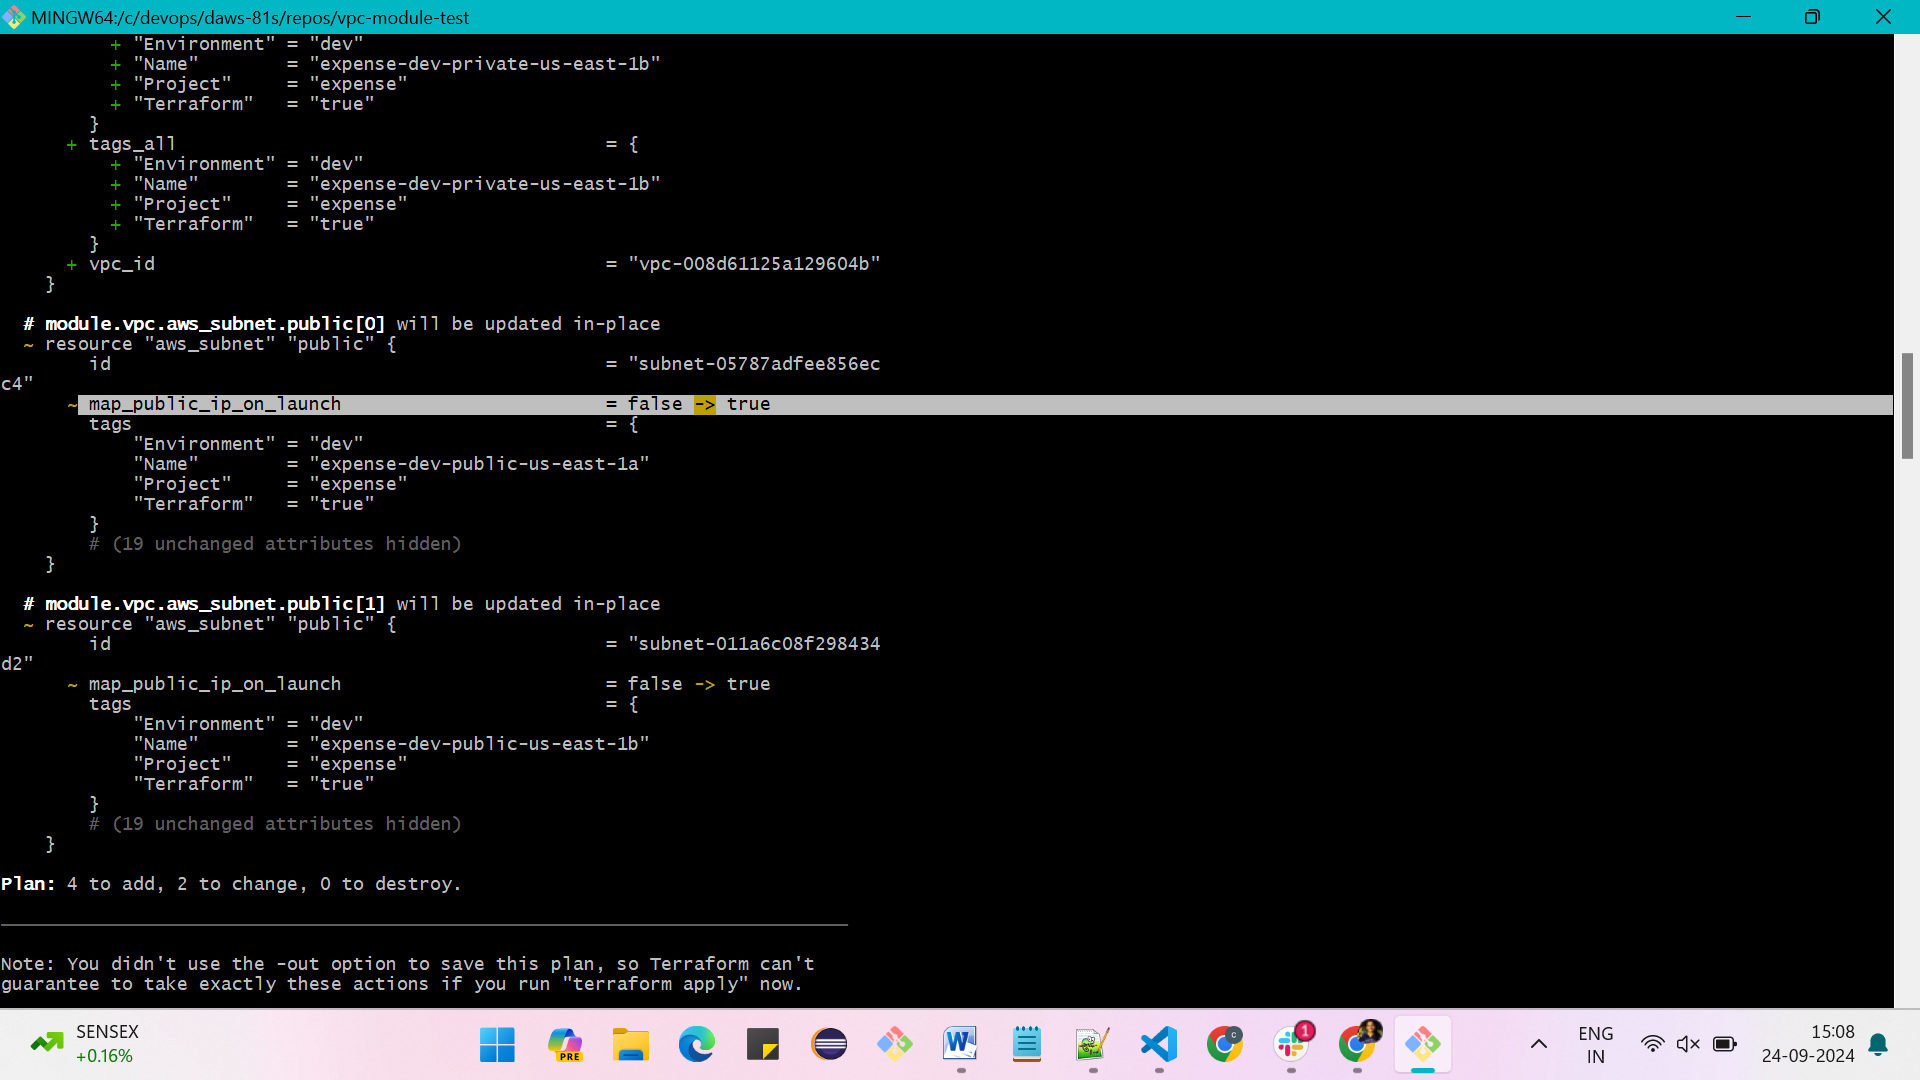 MINGW64:/c/devops/daws-81s/repos/vpc-module-test
+ "Environment" = "dev"
+ "Name"        = "expense-dev-private-us-east-1b"
+ "Project"     = "expense"
+ "Terraform"   = "true"
}
+ tags_all = {
+ "Environment" = "dev"
+ "Name"        = "expense-dev-private-us-east-1b"
+ "Project"     = "expense"
+ "Terraform"   = "true"
}
+ vpc_id = "vpc-008d61125a129604b"
}
# module.vpc.aws_subnet.public[0] will be updated in-place
~ resource "aws_subnet" "public" {
id = "subnet-05787adfee856ec
c4"
~ map_public_ip_on_launch = false -> true
tags = {
"Environment" = "dev"
"Name"        = "expense-dev-public-us-east-1a"
"Project"     = "expense"
"Terraform"   = "true"
}
# (19 unchanged attributes hidden)
}
# module.vpc.aws_subnet.public[1] will be updated in-place
~ resource "aws_subnet" "public" {
id = "subnet-011a6c08f298434
d2"
~ map_public_ip_on_launch = false -> true
tags = {
"Environment" = "dev"
"Name"        = "expense-dev-public-us-east-1b"
"Project"     = "expense"
"Terraform"   = "true"
}
# (19 unchanged attributes hidden)
}
Plan: 4 to add, 2 to change, 0 to destroy.
Note: You didn't use the -out option to save this plan, so Terraform can't
guarantee to take exactly these actions if you run "terraform apply" now.
SENSEX
+0.16%
PRE
W
C
1
ENG
IN
15:08
24-09-2024